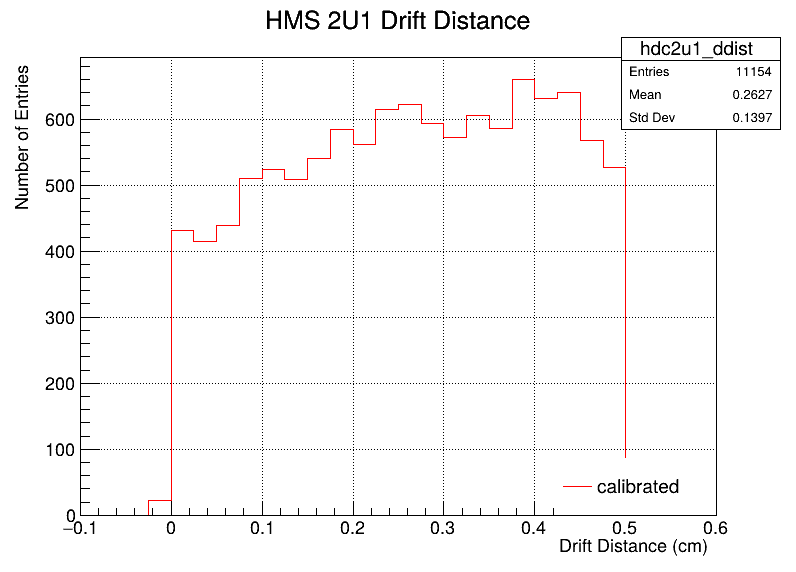 HMS 2U1 Drift Distance
hdc2u1_ddist
Entries 11154
Mean 0.2627
Std Dev 0.1397
Number of Entries
600
500
400
300
200
100
0
−0.1 0 0.1 0.2 0.3 0.4 0.5 0.6
calibrated
Drift Distance (cm)